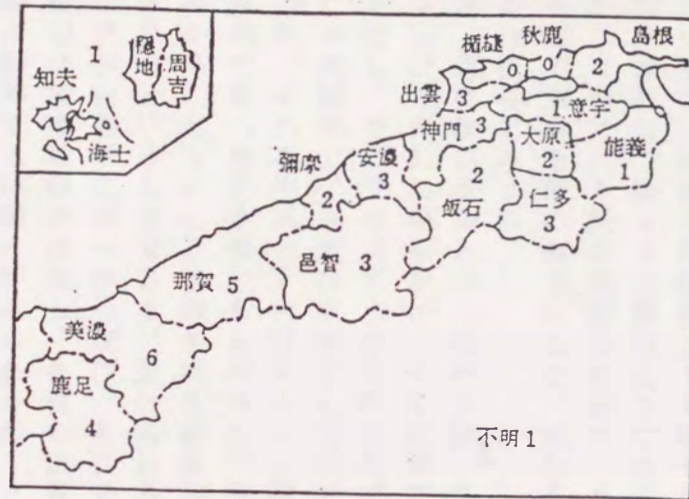 1
隠地
周吉
知夫
0
海士
楯縫
0
秋鹿
0
島根
2
出雲
3
1 意宇
神門 3
大原
2
能義
1
安濃
3
彌摩
2
2
飯石
仁多
3
邑智 3
那賀 5
美濃
6
鹿足
4
不明1